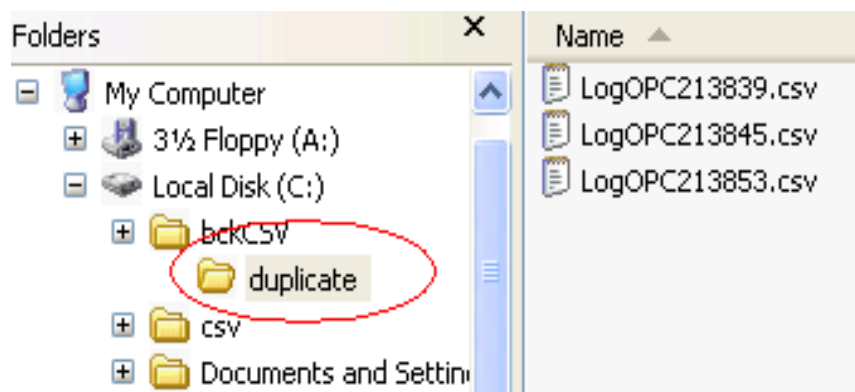 Folders
My Computer
3½ Floppy (A:)
Local Disk (C:)
bckCSV
duplicate
csv
Documents and Settin
Name
LogOPC213839.csv
LogOPC213845.csv
LogOPC213853.csv